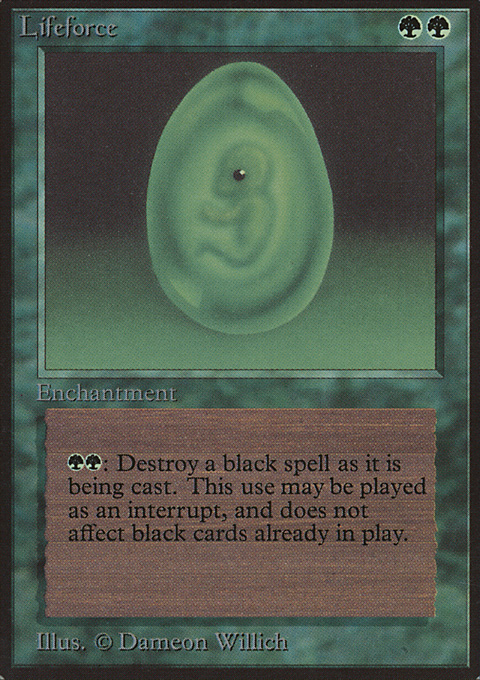 Lifeforce
Enchantment
: Destroy a black spell as it is
being cast. This use may be played
as an interrupt, and does not
affect black cards already in play.
Illus. © Dameon Willich